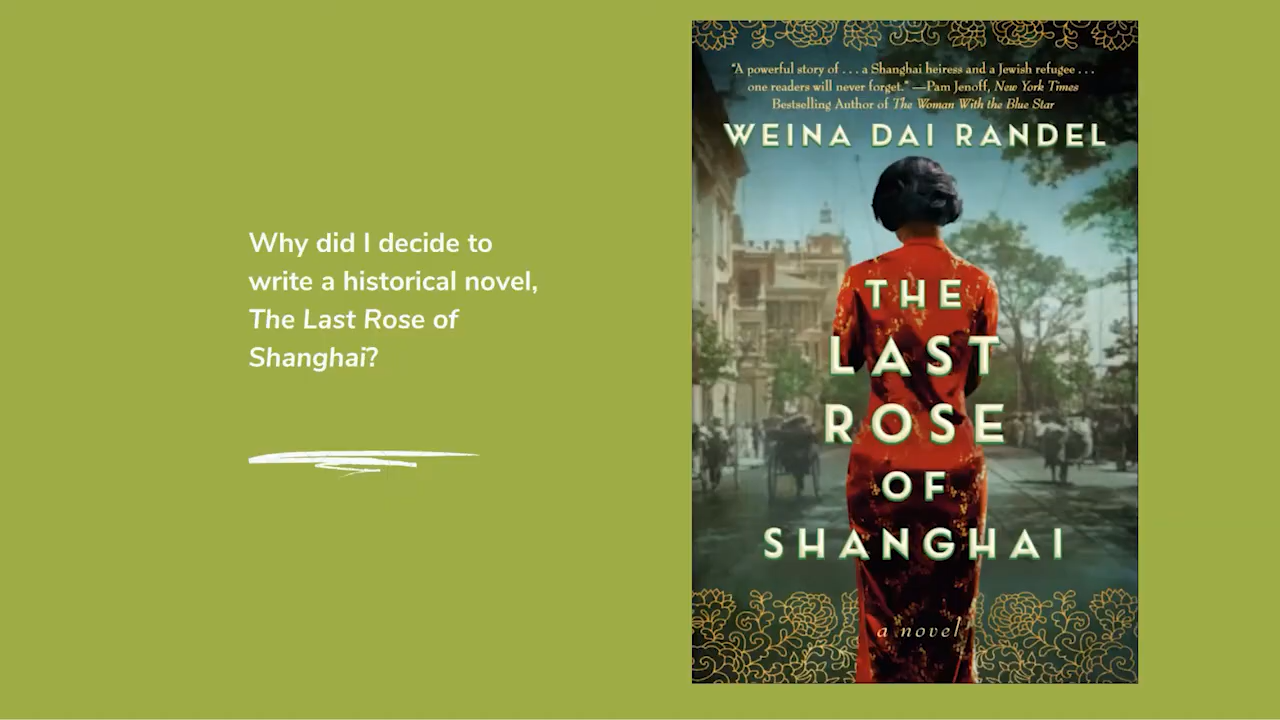 Why did I decide to
write a historical novel,
The Last Rose of
Shanghai?
"A powerful story of . . . a Shanghai heiress and a Jewish refugee . . .
one readers will never forget." —Pam Jenoff, New York Times
Bestselling Author of The Woman With the Blue Star
WEINA DAI RANDEL
THE
LAST
ROSE
OF
SHANGHAI
a novel